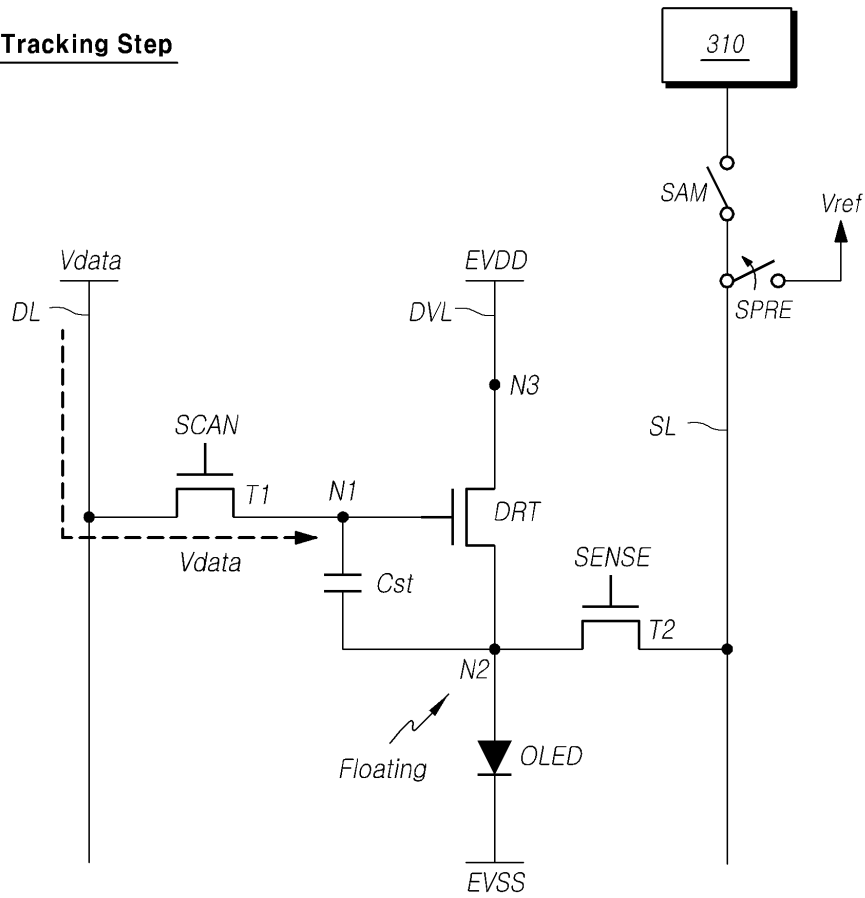 Tracking Step
310
SAM
Vref
SPRE
Vdata
EVDD
DL
DVL
N3
SL
SCAN
T1
N1
DRT
Vdata
Cst
SENSE
T2
N2
Floating
OLED
EVSS